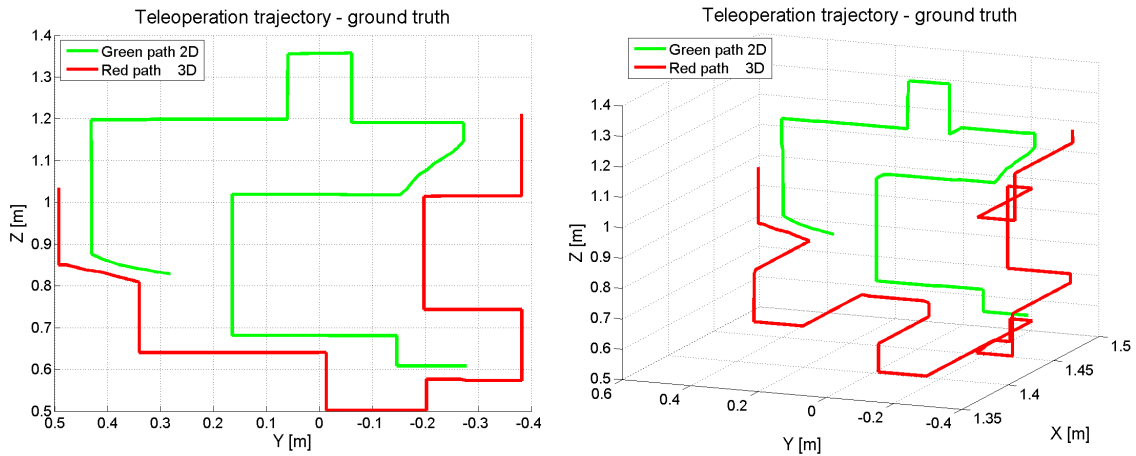 Teleoperation trajectory - ground truth
Green path 2D
Red path 3D
1.4
1.3
1.2
1.1
1
0.9
0.8
0.7
0.6
0.5
Z [m]
0.5 0.4 0.3 0.2 0.1 0 -0.1 -0.2 -0.3 -0.4
Y [m]
Teleoperation trajectory - ground truth
Green path 2D
Red path 3D
1.4
1.3
1.2
1.1
1
0.9
0.8
0.7
0.6
0.5
Z [m]
0.6 0.4 0.2 0 -0.2 -0.4
Y [m]
1.35 1.4 1.45 1.5
X [m]